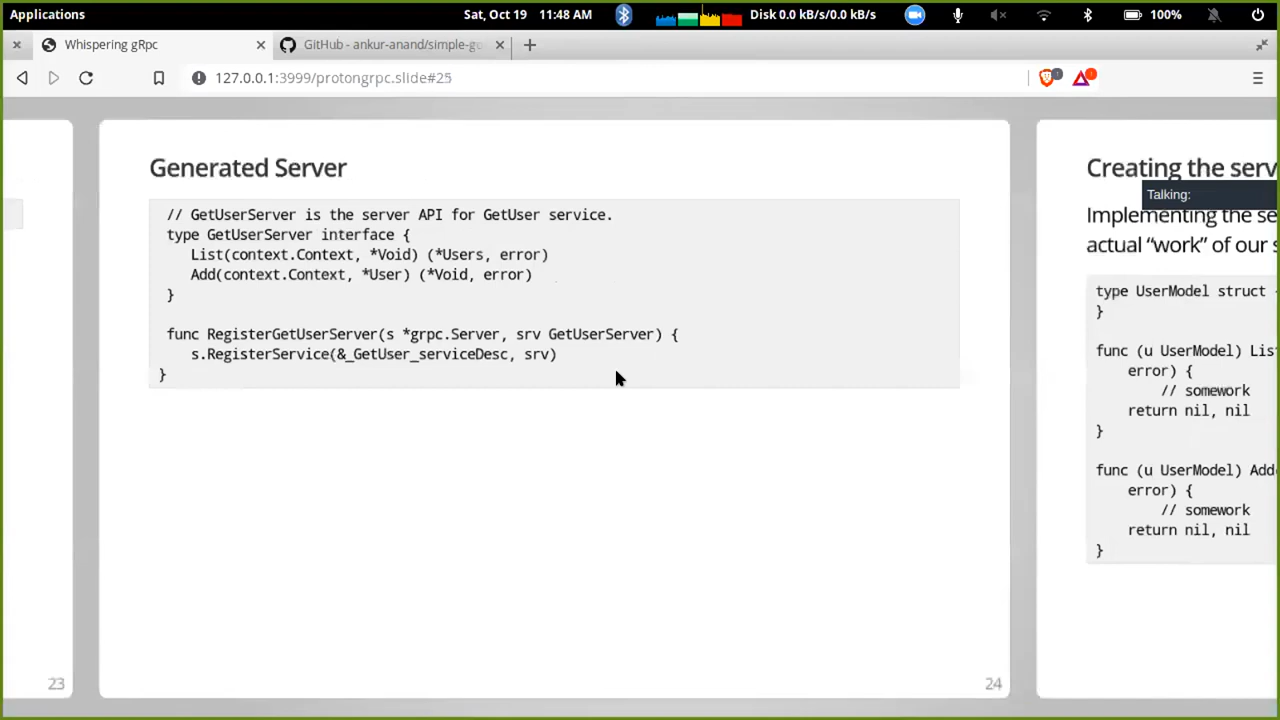 Applications
Sat, Oct 19 11:48 AM
Disk 0.0 kB/s/0.0 kB/s
100%
Whispering gRpc
GitHub - ankur-anand/simple-go
127.0.0.1:3999/protongrpc.slide#25
Generated Server
// GetUserServer is the server API for GetUser service.
type GetUserServer interface {
List(context.Context, *Void) (*Users, error)
Add(context.Context, *User) (*Void, error)
}
func RegisterGetUserServer(s *grpc.Server, srv GetUserServer) {
s.RegisterService(&_GetUser_serviceDesc, srv)
}
23
24
Creating the serv
Talking:
Implementing the se
actual “work” of our s
type UserModel struct {
}
func (u UserModel) Lis
error) {
// somework
return nil, nil
}
func (u UserModel) Add
error) {
// somework
return nil, nil
}